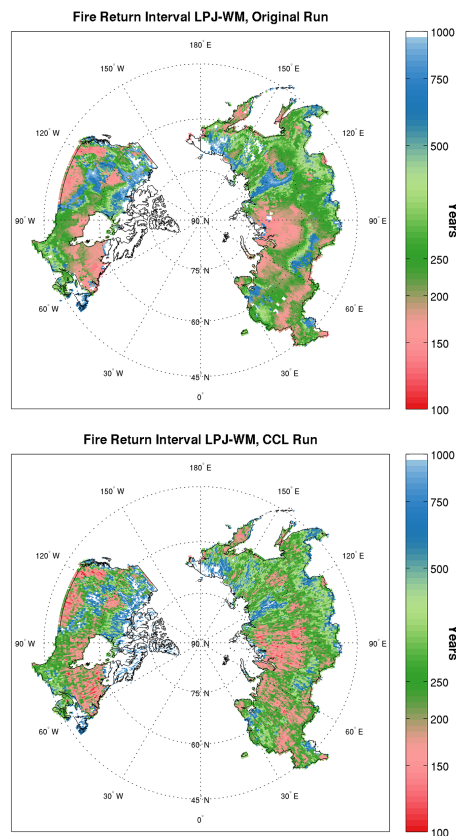 Fire Return Interval LPJ-WM, Original Run
180° E
150° W
150° E
120° W
120° E
90° W
90° E
75° N
60° W
60° E
60° N
30° W
30° E
45° N
0°
1000
750
500
250
200
150
100
Years
Fire Return Interval LPJ-WM, CCL Run
180° E
150° W
150° E
120° W
120° E
90° W
90° E
75° N
60° W
60° E
60° N
30° W
30° E
45° N
0°
1000
750
500
250
200
150
100
Years